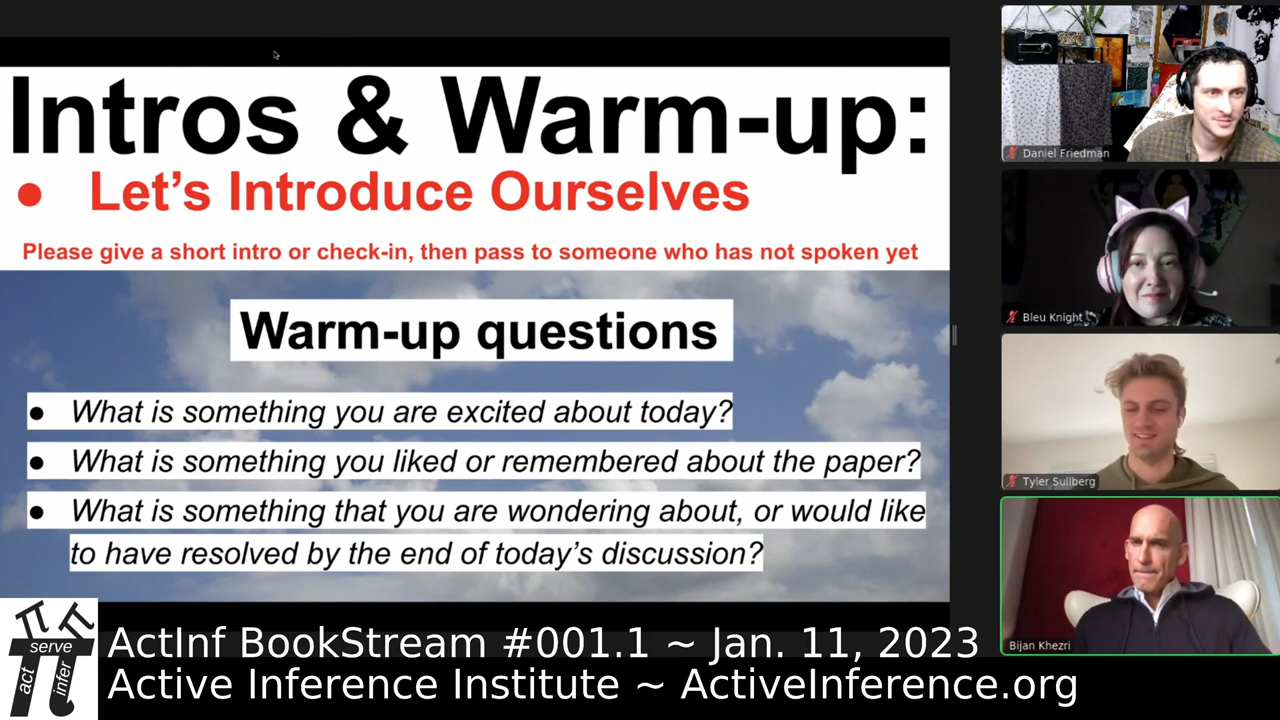 Intros & Warm-up:
● Let's Introduce Ourselves
Please give a short intro or check-in, then pass to someone who has not spoken yet
Warm-up questions
● What is something you are excited about today?
● What is something you liked or remembered about the paper?
● What is something that you are wondering about, or would like
to have resolved by the end of today's discussion?
Daniel Friedman
Bleu Knight
Tyler Sullberg
Bijan Khezri
serve
act
infer
ActInf BookStream #001.1 ~ Jan. 11, 2023
Active Inference Institute ~ ActiveInference.org